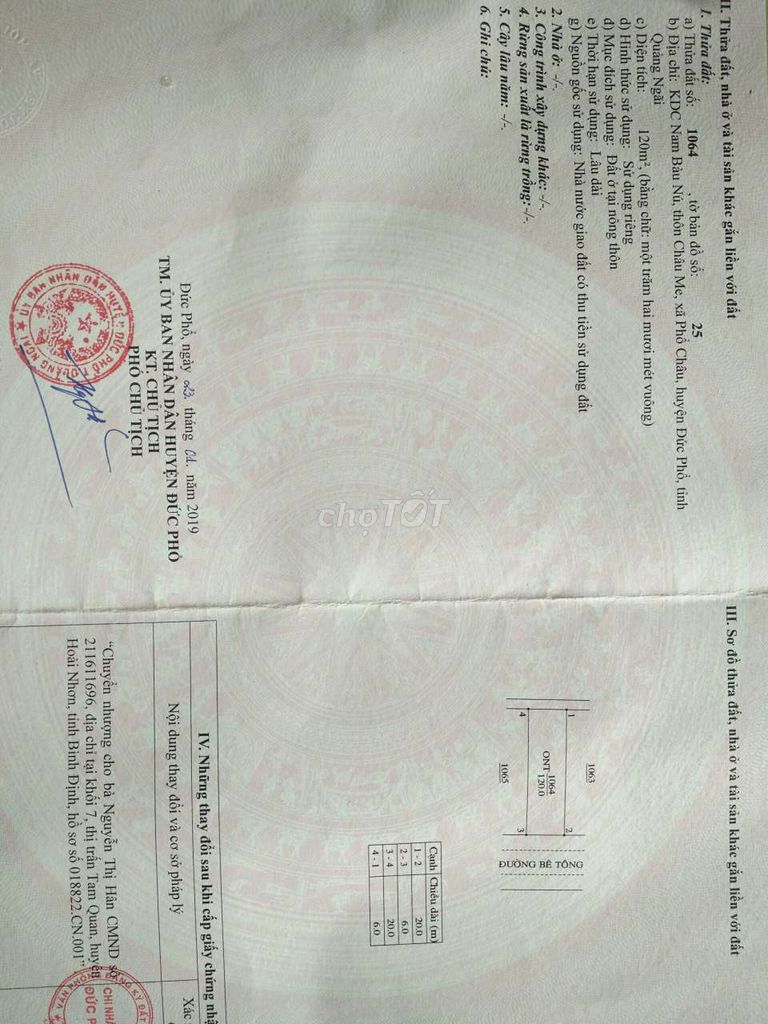 II. Thửa đất, nhà ở và tài sản khác gắn liền với đất
1. Thửa đất:
a) Thửa đất số: 1064 , tờ bản đồ số: 25
b) Địa chỉ: KDC Nam Bàu Nú, thôn Châu Me, xã Phổ Châu, huyện Đức Phổ, tỉnh
Quảng Ngãi
c) Diện tích: 120m², (bằng chữ: một trăm hai mươi mét vuông)
d) Hình thức sử dụng: Sử dụng riêng
đ) Mục đích sử dụng: Đất ở tại nông thôn
e) Thời hạn sử dụng: Lâu dài
g) Nguồn gốc sử dụng: Nhà nước giao đất có thu tiền sử dụng đất
2. Nhà ở: -/-.
3. Công trình xây dựng khác: -/-.
4. Rừng sản xuất là rừng trồng: -/-.
5. Cây lâu năm: -/-.
6. Ghi chú:
Đức Phổ, ngày 23 tháng 01. năm 2019
TM. ỦY BAN NHÂN DÂN HUYỆN ĐỨC PHỔ
KT. CHỦ TỊCH
PHÓ CHỦ TỊCH
ỦY BAN NHÂN DÂN HUYỆN ĐỨC PHỔ
QUẢNG NGÃI
chợTỐT
III. Sơ đồ thửa đất, nhà ở và tài sản khác gắn liền với đất
1063
1
2
ONT 1064
120.0
4
3
1065
ĐƯỜNG BÊ TÔNG
Cạnh Chiều dài (m)
1 - 2 20.0
2 - 3 6.0
3 - 4 20.0
4 - 1 6.0
IV. Những thay đổi sau khi cấp giấy chứng nhậ
Nội dung thay đổi và cơ sở pháp lý
Xác
"Chuyển nhượng cho bà Nguyễn Thị Hân CMND số
211611696, địa chỉ tại khối 7, thị trấn Tam Quan, huyện
Hoài Nhơn, tỉnh Bình Định, hồ sơ số 018822.CN.001"
VĂN PHÒNG ĐĂNG KÝ ĐẤT
CHI NHÁ
ĐỨC P